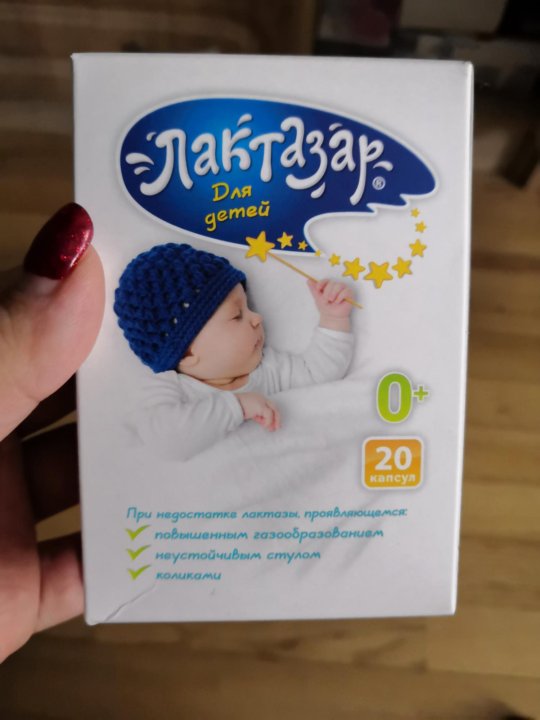 Лактазар®
Для
детей
0+
20
капсул
При недостатке лактазы, проявляющемся:
повышенным газообразованием
неустойчивым стулом
коликами